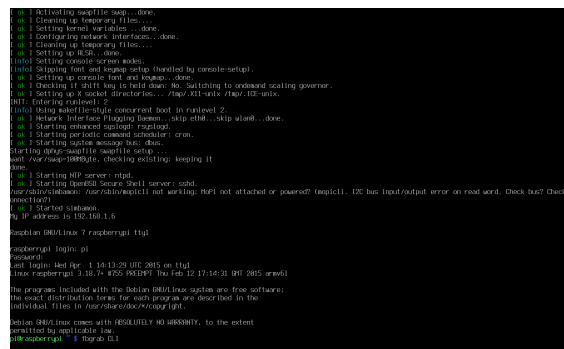 [ ok ] Activating swapfile swap...done.
[ ok ] Cleaning up temporary files....
[ ok ] Setting kernel variables ...done.
[ ok ] Configuring network interfaces...done.
[ ok ] Cleaning up temporary files....
[ ok ] Setting up ALSA...done.
[info] Setting console screen modes.
[info] Skipping font and keymap setup (handled by console-setup).
[ ok ] Setting up console font and keymap...done.
[ ok ] Checking if shift key is held down: No. Switching to ondemand scaling governor.
[ ok ] Setting up X socket directories... /tmp/.X11-unix /tmp/.ICE-unix.
INIT: Entering runlevel: 2
[info] Using makefile-style concurrent boot in runlevel 2.
[ ok ] Network Interface Plugging Daemon...skip eth0...skip wlan0...done.
[ ok ] Starting enhanced syslogd: rsyslogd.
[ ok ] Starting periodic command scheduler: cron.
[ ok ] Starting system message bus: dbus.
Starting dphys-swapfile swapfile setup ...
want /var/swap=100MByte, checking existing: keeping it
done.
[ ok ] Starting NTP server: ntpd.
[ ok ] Starting OpenBSD Secure Shell server: sshd.
/usr/sbin/simbamon: /usr/sbin/mopicli not working; MoPi not attached or powered? (mopicli. I2C bus input/output error on read word. Check bus? Check c
onnection?)
[ ok ] Started simbamon.
My IP address is 192.168.1.6
Raspbian GNU/Linux 7 raspberrypi tty1
raspberrypi login: pi
Password:
Last login: Wed Apr  1 14:13:29 UTC 2015 on tty1
Linux raspberrypi 3.18.7+ #755 PREEMPT Thu Feb 12 17:14:31 GMT 2015 armv6l
The programs included with the Debian GNU/Linux system are free software;
the exact distribution terms for each program are described in the
individual files in /usr/share/doc/*/copyright.
Debian GNU/Linux comes with ABSOLUTELY NO WARRANTY, to the extent
permitted by applicable law.
pi@raspberrypi ~ $ fbgrab CLI